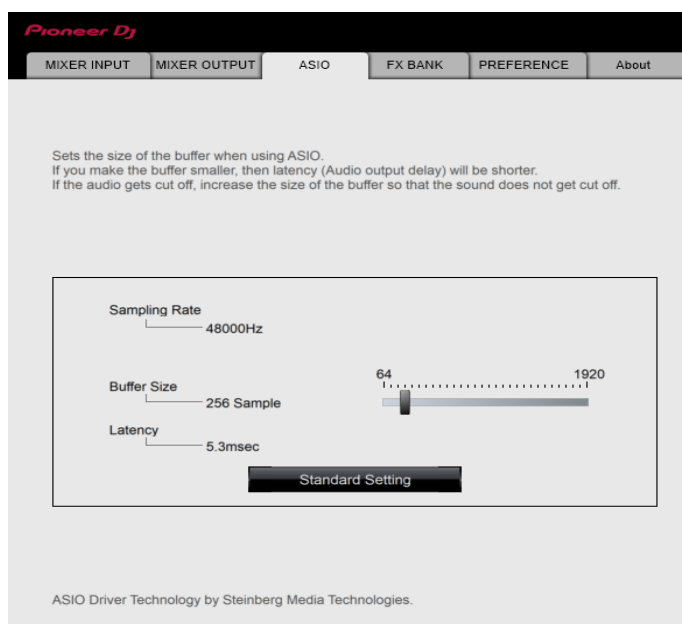 Pioneer Dj
MIXER INPUT MIXER OUTPUT ASIO FX BANK PREFERENCE About
Sets the size of the buffer when using ASIO.
If you make the buffer smaller, then latency (Audio output delay) will be shorter.
If the audio gets cut off, increase the size of the buffer so that the sound does not get cut off.
Sampling Rate
48000Hz
64 1920
Buffer Size
256 Sample
Latency
5.3msec
Standard Setting
ASIO Driver Technology by Steinberg Media Technologies.